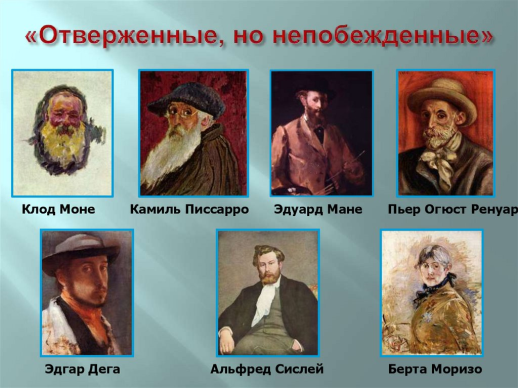 «Отверженные, но непобежденные»
Клод Моне
Камиль Писсарро
Эдуард Мане
Пьер Огюст Ренуар
Эдгар Дега
Альфред Сислей
Берта Моризо